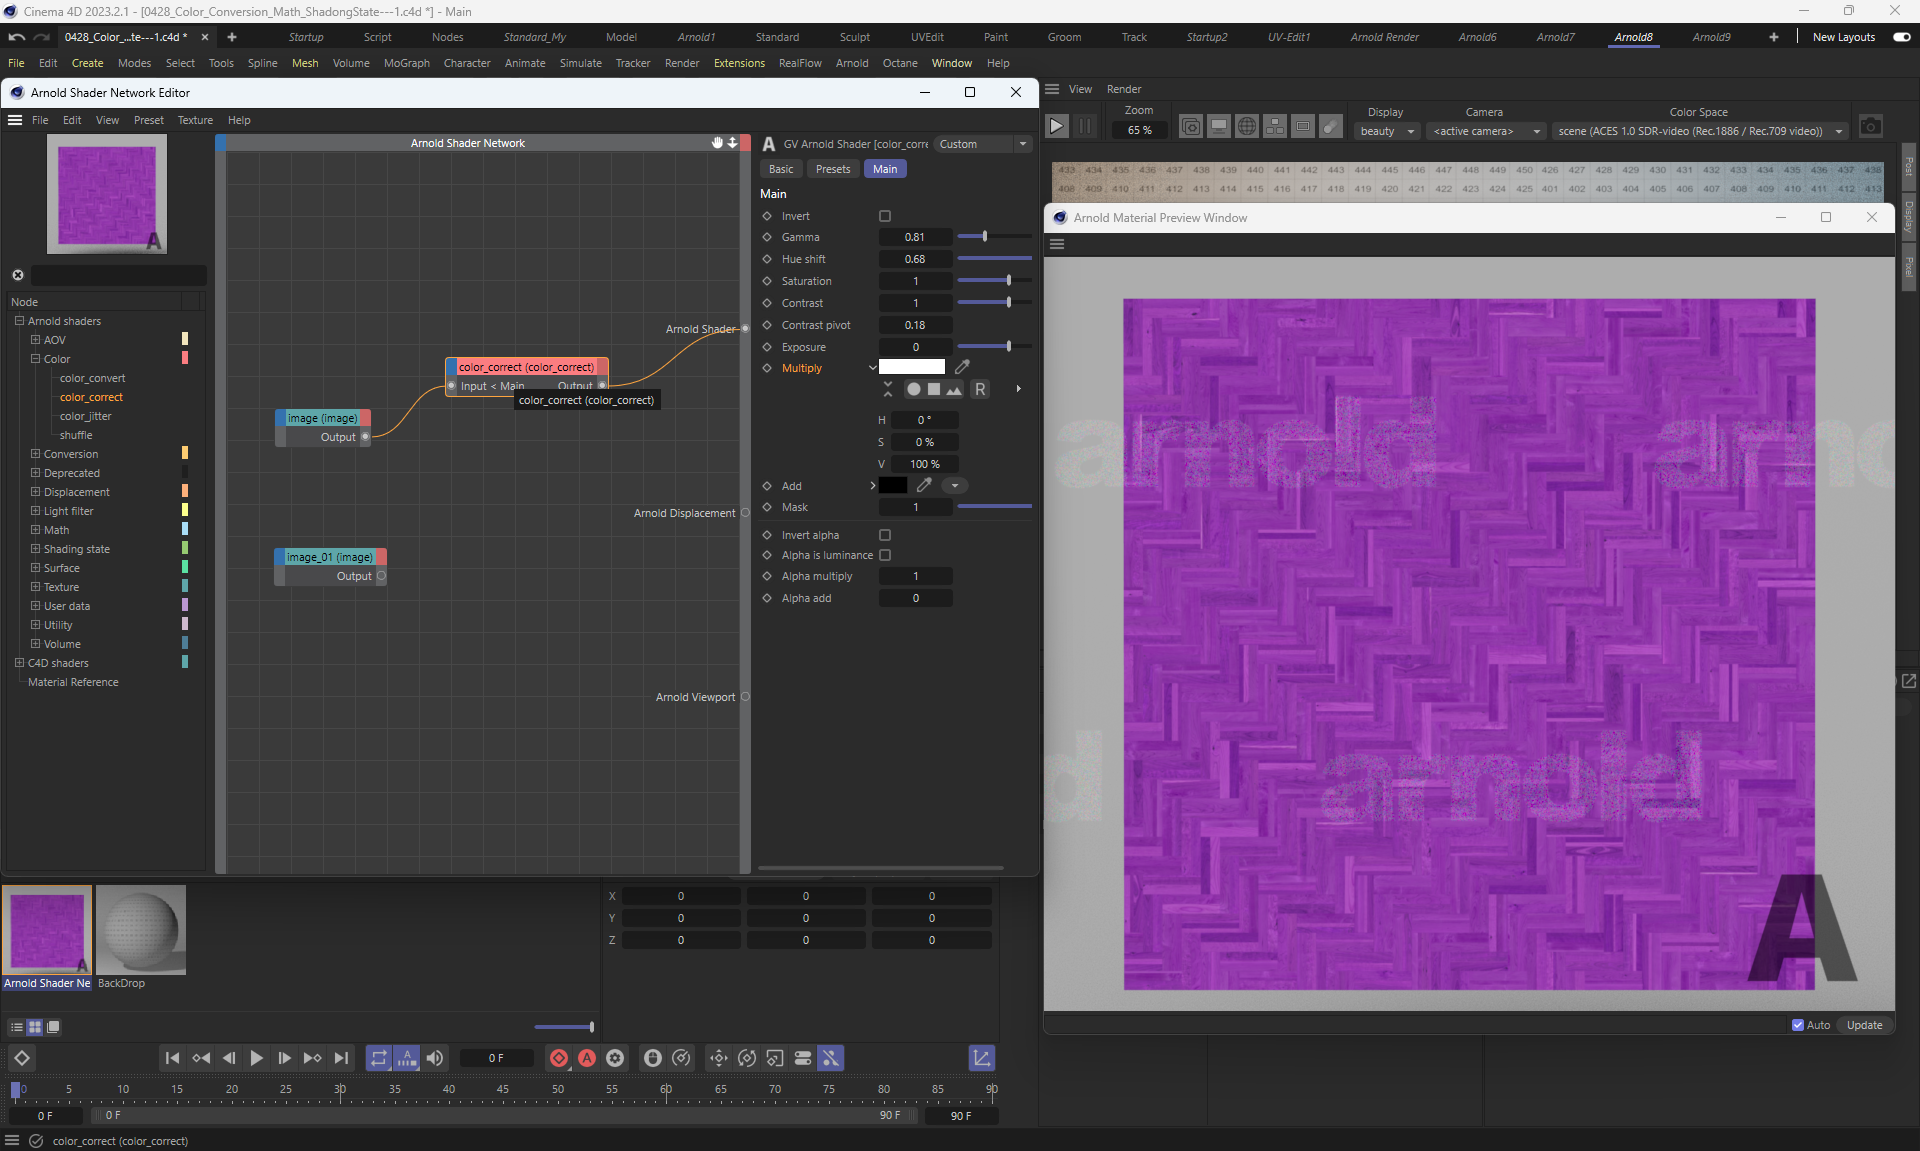 Cinema 4D 2023.2.1 - [0428_Color_Conversion_Math_ShadongState---1.c4d *] - Main
0428_Color_...te---1.c4d * Startup Script Nodes Standard_My Model Arnold1 Standard Sculpt UVEdit Paint Groom Track Startup2 UV-Edit1 Arnold Render Arnold6 Arnold7 Arnold8 Arnold9 New Layouts
File Edit Create Modes Select Tools Spline Mesh Volume MoGraph Character Animate Simulate Tracker Render Extensions RealFlow Arnold Octane Window Help
Arnold Shader Network Editor
File Edit View Preset Texture Help
A
Node
Arnold shaders
AOV
Color
color_convert
color_correct
color_jitter
shuffle
Conversion
Deprecated
Displacement
Light filter
Math
Shading state
Surface
Texture
User data
Utility
Volume
C4D shaders
Material Reference
Arnold Shader Network
Arnold Shader
color_correct (color_correct)
Input < Main Output
color_correct (color_correct)
image (image)
Output
Arnold Displacement
image_01 (image)
Output
Arnold Viewport
A GV Arnold Shader [color_corre Custom
Basic Presets Main
Main
Invert
Gamma 0.81
Hue shift 0.68
Saturation 1
Contrast 1
Contrast pivot 0.18
Exposure 0
Multiply
R
H 0 °
S 0 %
V 100 %
Add
Mask 1
Invert alpha
Alpha is luminance
Alpha multiply 1
Alpha add 0
View Render
Zoom Display Camera Color Space
65 % beauty <active camera> scene (ACES 1.0 SDR-video (Rec.1886 / Rec.709 video))
433 434 435 436 437 438 439 440 441 442 443 444 445 446 447 448 449 450 426 427 428 429 430 431 432 433 434 435 436 437 438
408 409 410 411 412 413 414 415 416 417 418 419 420 421 422 423 424 425 401 402 403 404 405 406 407 408 409 410 411 412 413
Post
Display
Pixel
Arnold Material Preview Window
arnold arno
d arnold
A
Auto Update
A
Arnold Shader Ne BackDrop
X 0 0 0
Y 0 0 0
Z 0 0 0
0 F
0 5 10 15 20 25 30 35 40 45 50 55 60 65 70 75 80 85 90
0 F 0 F 90 F 90 F
color_correct (color_correct)